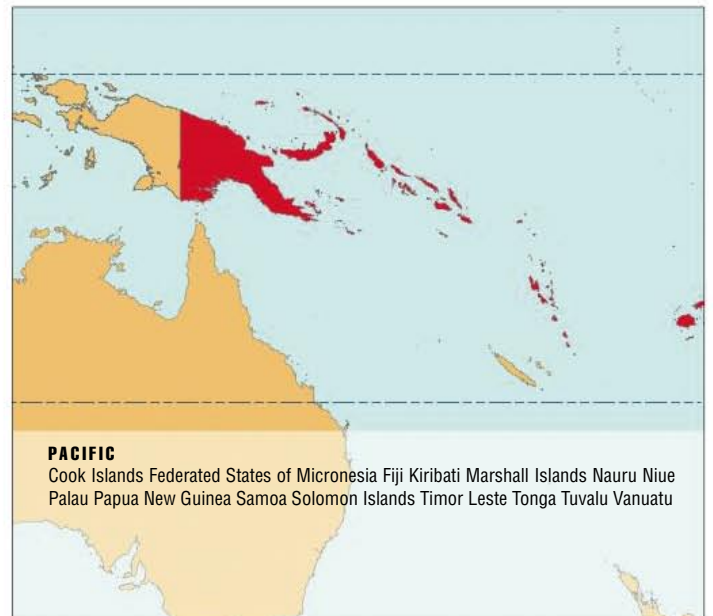 PACIFIC
Cook Islands Federated States of Micronesia Fiji Kiribati Marshall Islands Nauru Niue
Palau Papua New Guinea Samoa Solomon Islands Timor Leste Tonga Tuvalu Vanuatu